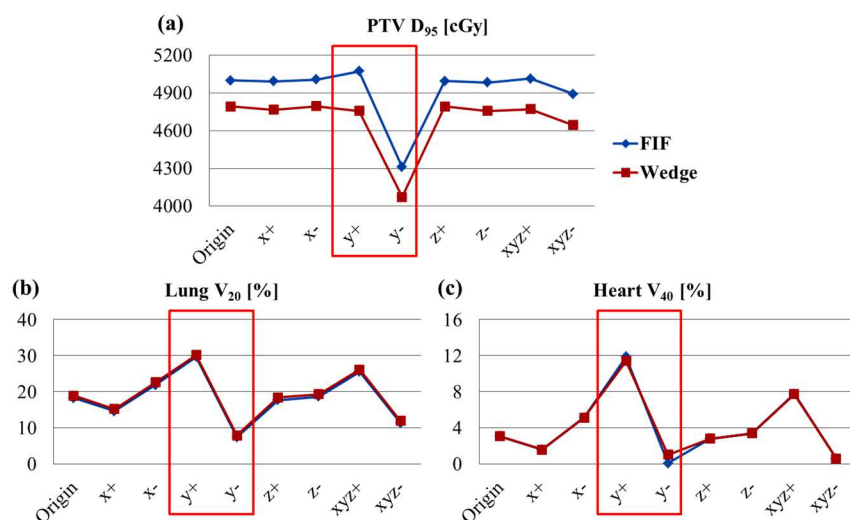 (a) PTV D₉₅ [cGy]
5200
4900
4600
4300
4000
Origin x+ x- y+ y- z+ z- xyz+ xyz-
FIF
Wedge
(b) Lung V₂₀ [%]
40
30
20
10
0
Origin x+ x- y+ y- z+ z- xyz+ xyz-
(c) Heart V₄₀ [%]
16
12
8
4
0
Origin x+ x- y+ y- z+ z- xyz+ xyz-